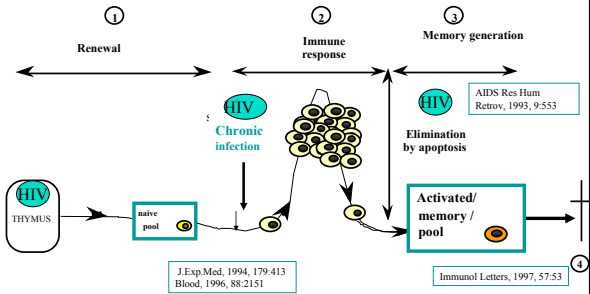 1
2
3
Renewal
Immune
response
Memory generation
HIV
Chronic
infection
HIV
AIDS Res Hum
Retrov, 1993, 9:553
Elimination
by apoptosis
HIV
THYMUS
naive
pool
Activated/
memory /
pool
4
J.Exp.Med, 1994, 179:413
Blood, 1996, 88:2151
Immunol Letters, 1997, 57:53